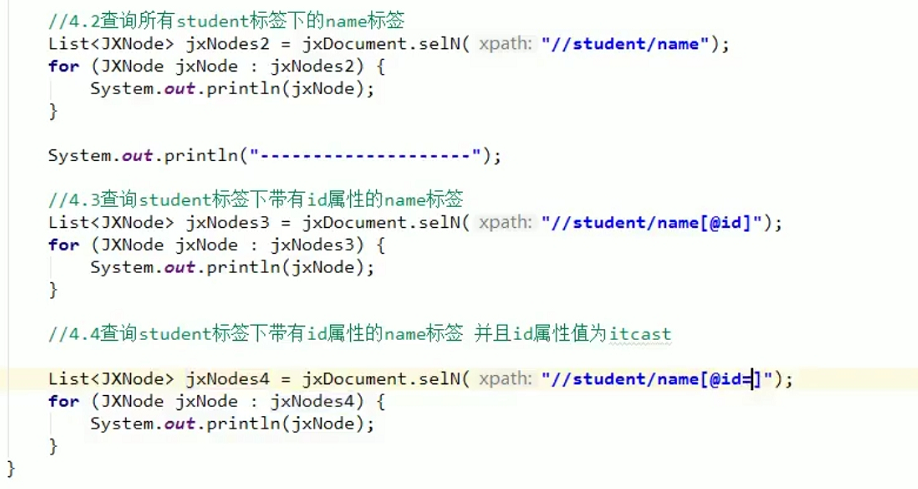 //4.2查询所有student标签下的name标签
List<JXNode> jxNodes2 = jxDocument.selN( xpath: "//student/name");
for (JXNode jxNode : jxNodes2) {
    System.out.println(jxNode);
}
System.out.println("--------------------");
//4.3查询student标签下带有id属性的name标签
List<JXNode> jxNodes3 = jxDocument.selN( xpath: "//student/name[@id]");
for (JXNode jxNode : jxNodes3) {
    System.out.println(jxNode);
}
//4.4查询student标签下带有id属性的name标签 并且id属性值为itcast
List<JXNode> jxNodes4 = jxDocument.selN( xpath: "//student/name[@id=]");
for (JXNode jxNode : jxNodes4) {
    System.out.println(jxNode);
}
}